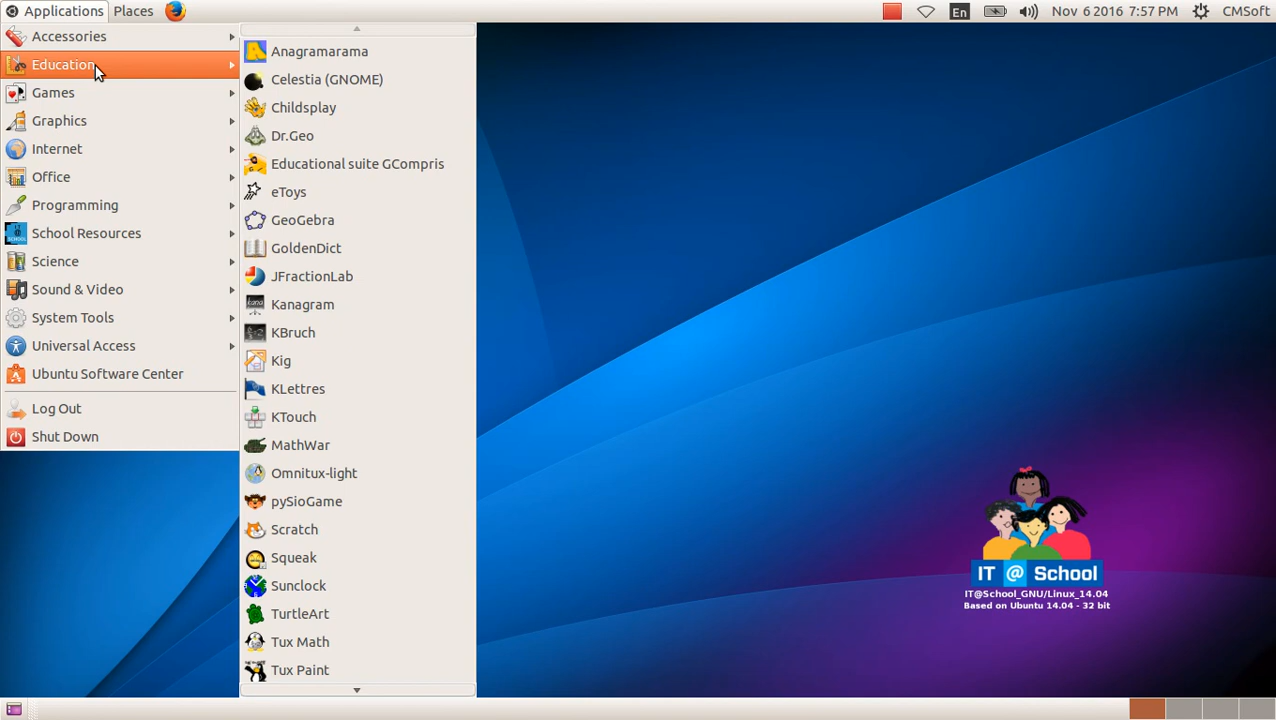 Applications Places En Nov 6 2016 7:57 PM CMSoft
Accessories
Education
Games
Graphics
Internet
Office
Programming
School Resources
Science
Sound & Video
System Tools
Universal Access
Ubuntu Software Center
Log Out
Shut Down
Anagramarama
Celestia (GNOME)
Childsplay
Dr.Geo
Educational suite GCompris
eToys
GeoGebra
GoldenDict
JFractionLab
Kanagram
KBruch
Kig
KLettres
KTouch
MathWar
Omnitux-light
pySioGame
Scratch
Squeak
Sunclock
TurtleArt
Tux Math
Tux Paint
IT @ School
IT@School_GNU/Linux_14.04
Based on Ubuntu 14.04 - 32 bit